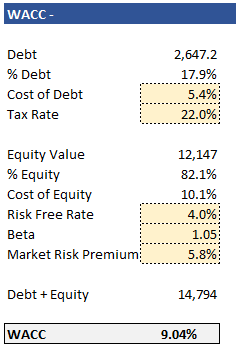 WACC -
Debt 2,647.2
% Debt 17.9%
Cost of Debt 5.4%
Tax Rate 22.0%
Equity Value 12,147
% Equity 82.1%
Cost of Equity 10.1%
Risk Free Rate 4.0%
Beta 1.05
Market Risk Premium 5.8%
Debt + Equity 14,794
WACC 9.04%